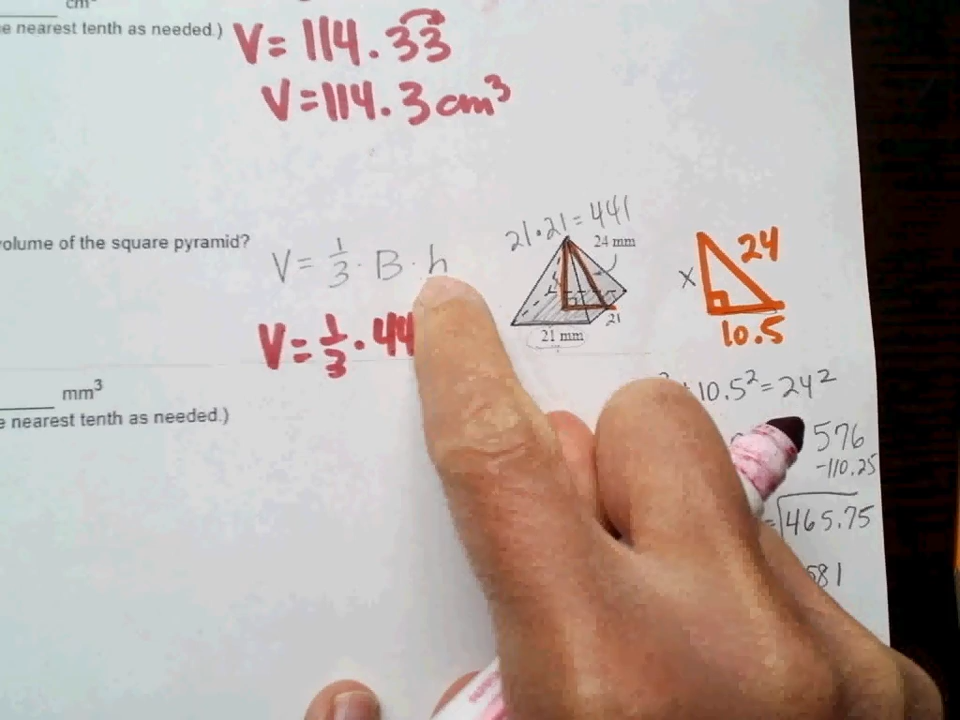 cm
e nearest tenth as needed.)
V = 114.33
V = 114.3 cm³
olume of the square pyramid?
V = 1/3 · B · h
21·21 = 441
24 mm
21
21 mm
X
24
10.5
V = 1/3 · 44
mm³
e nearest tenth as needed.)
+10.5² = 24²
576
-110.25
=√465.75
581